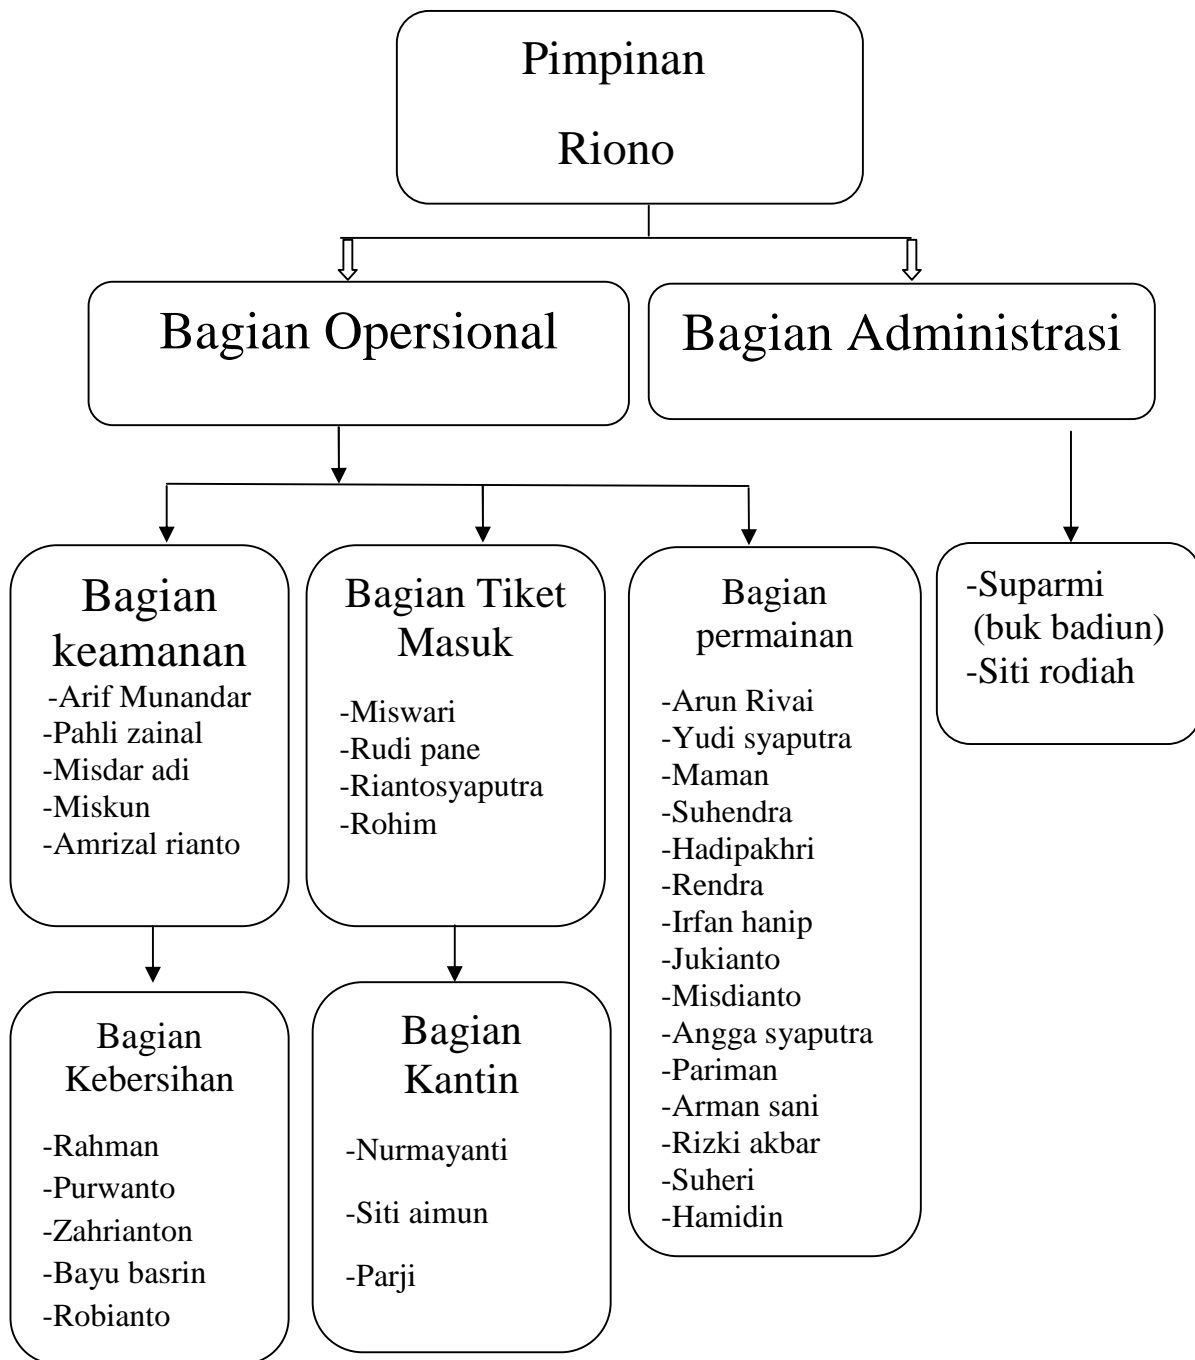 Pimpinan
Riono
Bagian Opersional
Bagian Administrasi
Bagian
keamanan
-Arif Munandar
-Pahli zainal
-Misdar adi
-Miskun
-Amrizal rianto
Bagian Tiket
Masuk
-Miswari
-Rudi pane
-Riantosyaputra
-Rohim
Bagian
permainan
-Arun Rivai
-Yudi syaputra
-Maman
-Suhendra
-Hadipakhri
-Rendra
-Irfan hanip
-Jukianto
-Misdianto
-Angga syaputra
-Pariman
-Arman sani
-Rizki akbar
-Suheri
-Hamidin
-Suparmi
(buk badiun)
-Siti rodiah
Bagian
Kebersihan
-Rahman
-Purwanto
-Zahrianton
-Bayu basrin
-Robianto
Bagian
Kantin
-Nurmayanti
-Siti aimun
-Parji